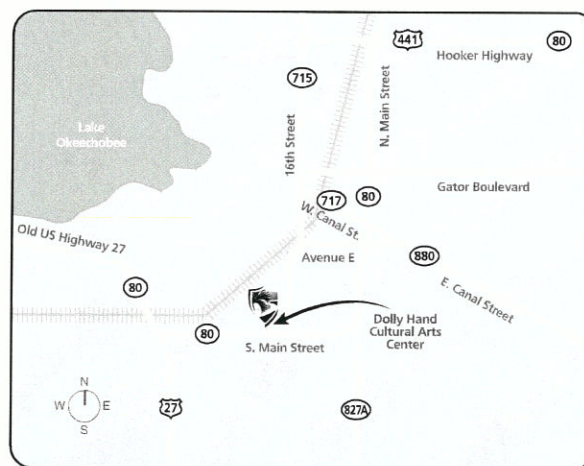 441
80
Hooker Highway
715
N. Main Street
Lake
Okeechobee
16th Street
717
80
Gator Boulevard
W. Canal St.
Old US Highway 27
Avenue E
880
80
E. Canal Street
Dolly Hand
Cultural Arts
Center
80
S. Main Street
N
W
E
S
27
827A